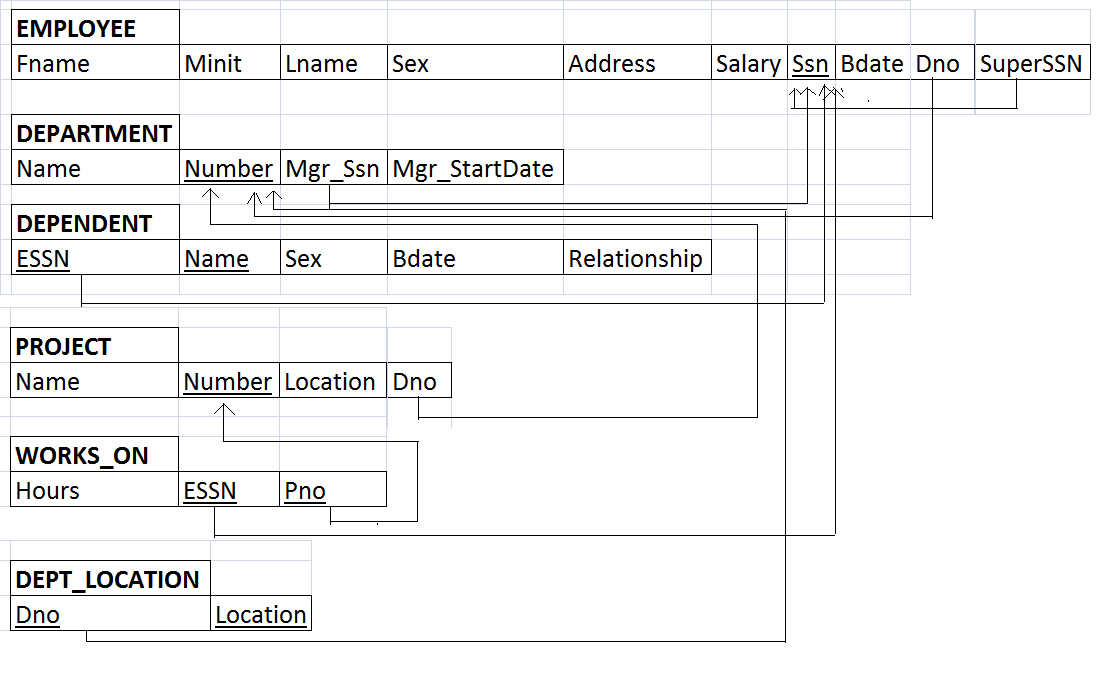 EMPLOYEE
Fname Minit Lname Sex Address Salary Ssn Bdate Dno SuperSSN
DEPARTMENT
Name Number Mgr_Ssn Mgr_StartDate
DEPENDENT
ESSN Name Sex Bdate Relationship
PROJECT
Name Number Location Dno
WORKS_ON
Hours ESSN Pno
DEPT_LOCATION
Dno Location